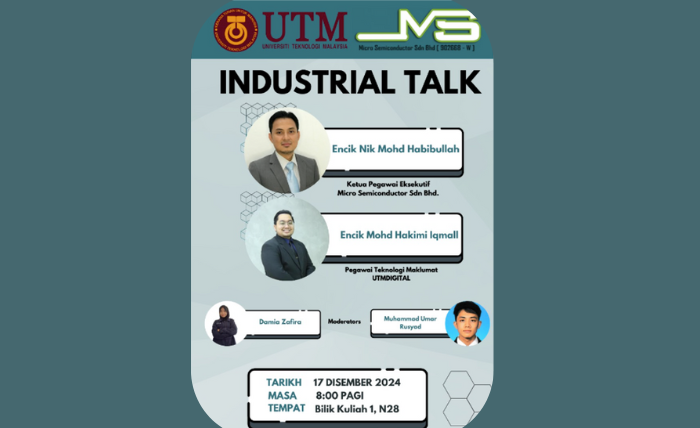 UTM
UNIVERSITI TEKNOLOGI MALAYSIA
MS
Micro Semiconductor Sdn Bhd [ 907668 - W ]
INDUSTRIAL TALK
Encik Nik Mohd Habibullah
Ketua Pegawai Eksekutif
Micro Semiconductor Sdn Bhd.
Encik Mohd Hakimi Iqmall
Pegawai Teknologi Maklumat
UTMDIGITAL
Damia Zafira
Moderators
Muhammad Umar
Rusyad
TARIKH 17 DISEMBER 2024
MASA 8:00 PAGI
TEMPAT Bilik Kuliah 1, N28